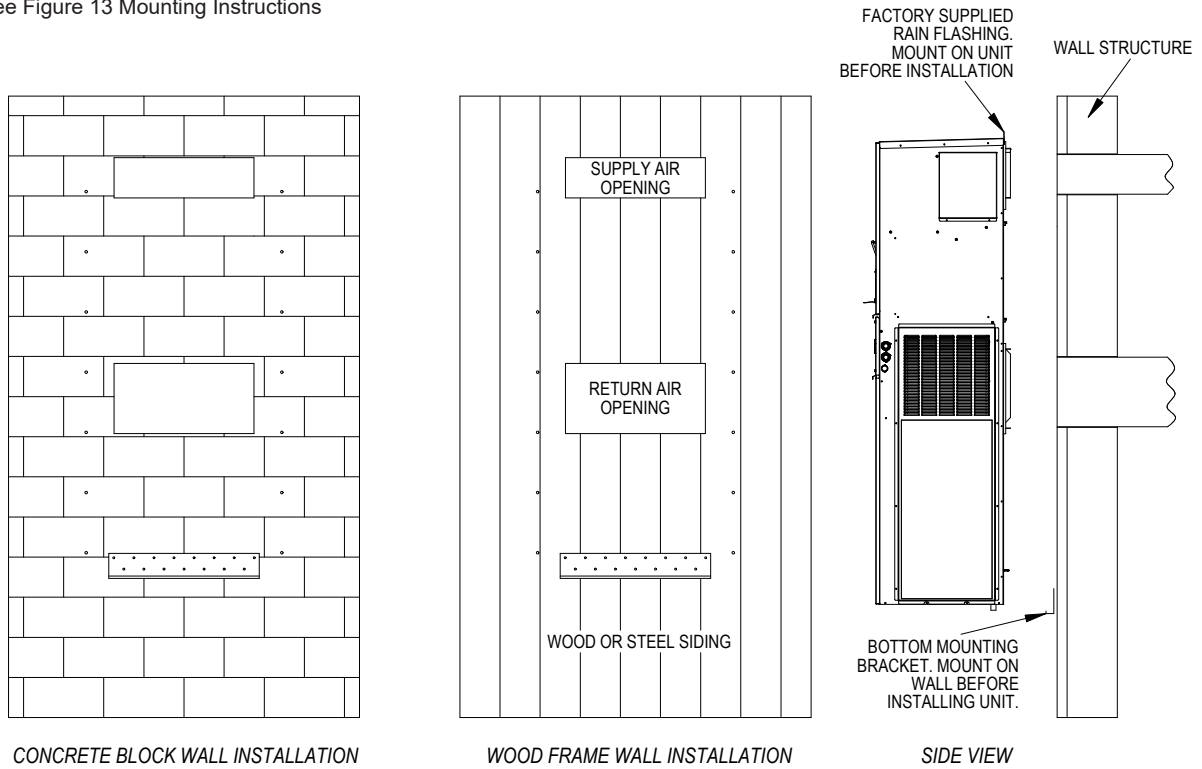 ee Figure 13 Mounting Instructions
FACTORY SUPPLIED
RAIN FLASHING.
MOUNT ON UNIT
BEFORE INSTALLATION
WALL STRUCTURE
SUPPLY AIR
OPENING
RETURN AIR
OPENING
WOOD OR STEEL SIDING
BOTTOM MOUNTING
BRACKET. MOUNT ON
WALL BEFORE
INSTALLING UNIT.
CONCRETE BLOCK WALL INSTALLATION
WOOD FRAME WALL INSTALLATION
SIDE VIEW